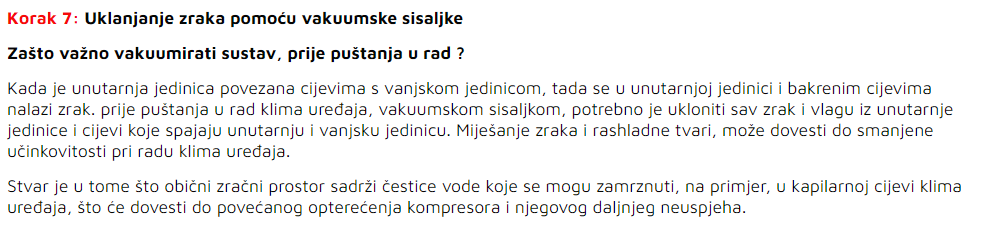 Korak 7: Uklanjanje zraka pomoću vakuumske sisaljke
Zašto važno vakuumirati sustav, prije puštanja u rad ?
Kada je unutarnja jedinica povezana cijevima s vanjskom jedinicom, tada se u unutarnjoj jedinici i bakrenim cijevima
nalazi zrak. prije puštanja u rad klima uređaja, vakuumskom sisaljkom, potrebno je ukloniti sav zrak i vlagu iz unutarnje
jedinice i cijevi koje spajaju unutarnju i vanjsku jedinicu. Miješanje zraka i rashladne tvari, može dovesti do smanjene
učinkovitosti pri radu klima uređaja.
Stvar je u tome što obični zračni prostor sadrži čestice vode koje se mogu zamrznuti, na primjer, u kapilarnoj cijevi klima
uređaja, što će dovesti do povećanog opterećenja kompresora i njegovog daljnjeg neuspjeha.